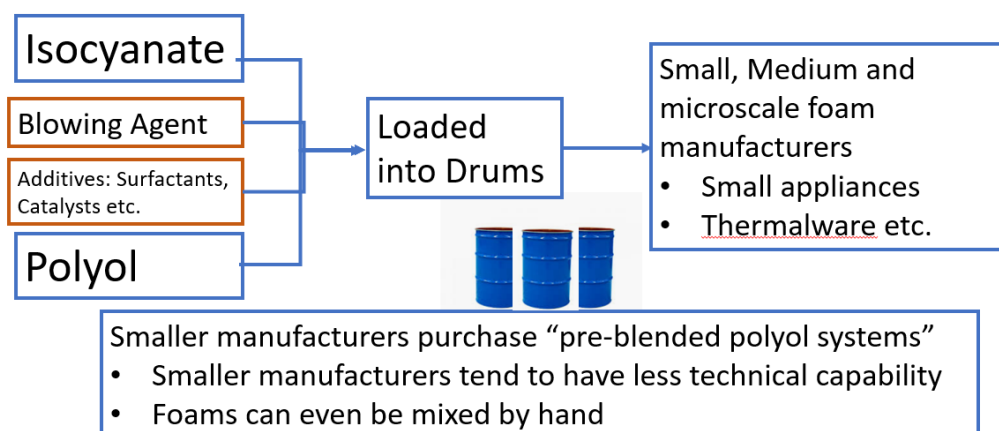 Isocyanate
Blowing Agent
Additives: Surfactants,
Catalysts etc.
Polyol
Loaded
into Drums
Small, Medium and
microscale foam
manufacturers
• Small appliances
• Thermalware etc.
Smaller manufacturers purchase “pre-blended polyol systems”
• Smaller manufacturers tend to have less technical capability
• Foams can even be mixed by hand